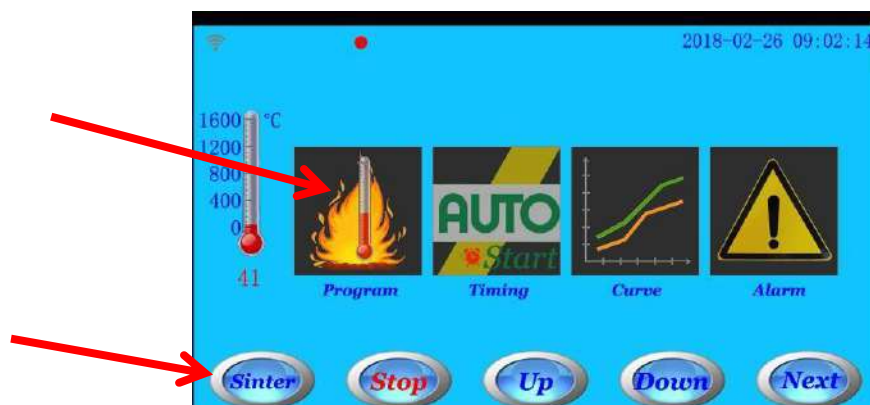 2018-02-26 09:02:14
1600 °C
1200
800
400
0
41
AUTO
Start
Program Timing Curve Alarm
Sinter Stop Up Down Next